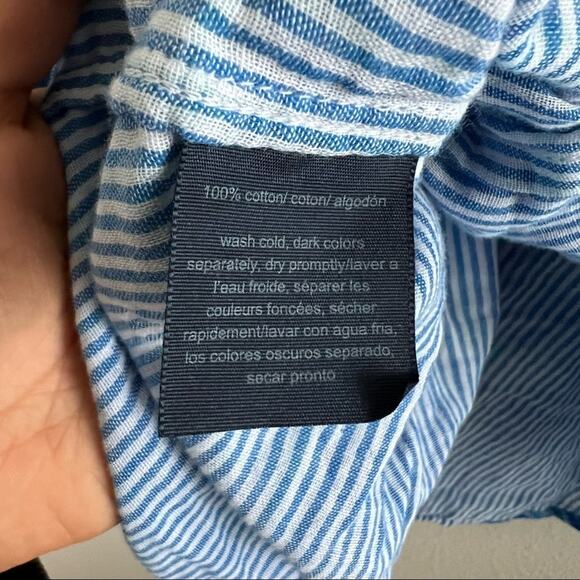 100% cotton/ coton/ algodón
wash cold, dark colors
separately, dry promptly/laver a
l'eau froide, séparer les
couleurs foncées, sécher
rapidement/lavar con agua fria,
los colores oscuros separado,
secar pronto